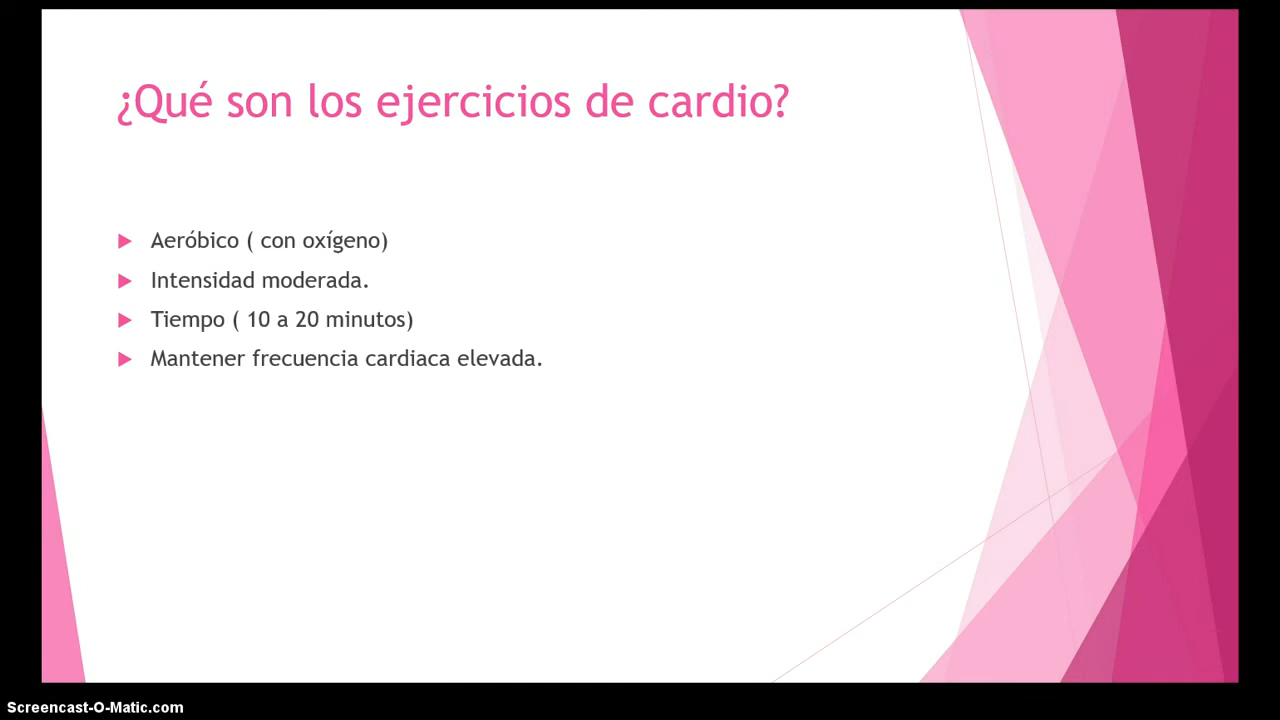 ¿Qué son los ejercicios de cardio?
Aeróbico ( con oxígeno)
Intensidad moderada.
Tiempo ( 10 a 20 minutos)
Mantener frecuencia cardiaca elevada.
Screencast-O-Matic.com